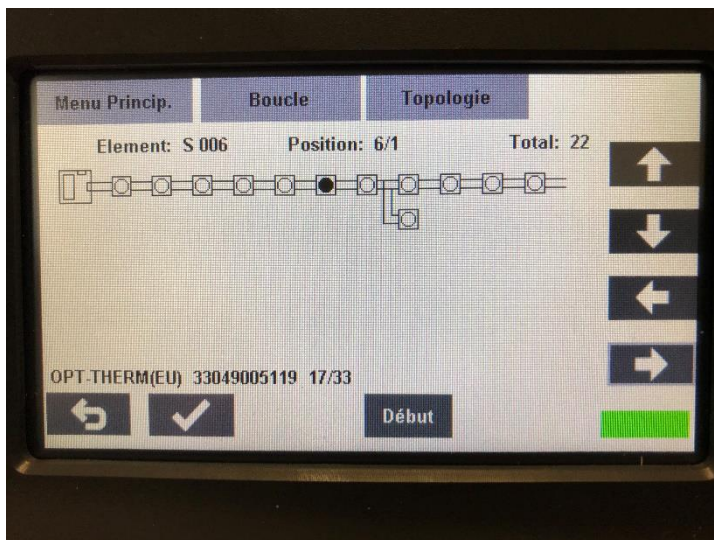 Menu Princip. Boucle Topologie
Element: S 006 Position: 6/1 Total: 22
OPT-THERM(EU) 33049005119 17/33
Début